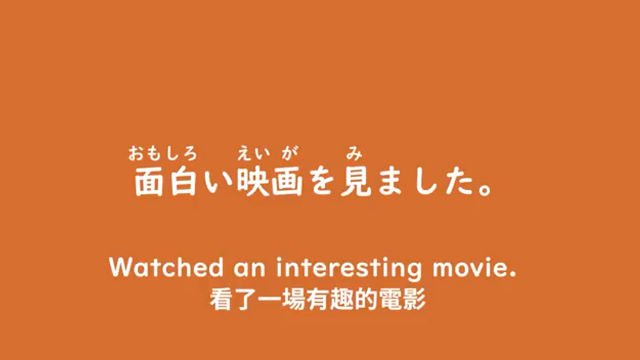 おもしろ えいが み
面白い映画を見ました。
Watched an interesting movie.
看了一場有趣的電影